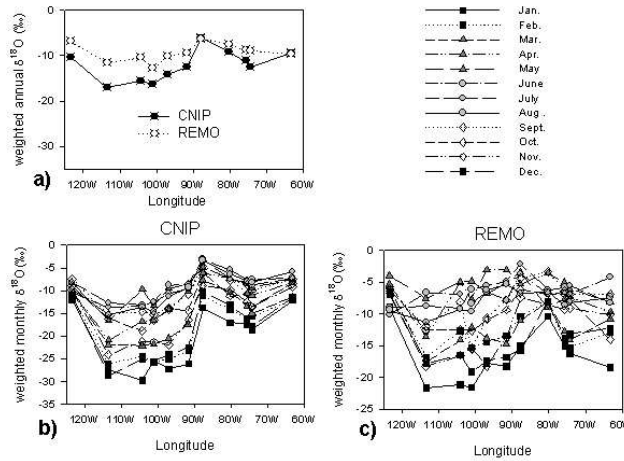 weighted annual δ18O (‰)
0
-10
-20
-30
CNIP
REMO
120W 110W 100W 90W 80W 70W 60W
a)
Longitude
Jan.
Feb.
Mar.
Apr.
May
June
July
Aug.
Sept.
Oct.
Nov.
Dec.
CNIP
weighted monthly δ18O (‰)
0
-5
-10
-15
-20
-25
-30
-35
120W 110W 100W 90W 80W 70W 60W
b)
Longitude
REMO
weighted monthly δ18O (‰)
0
-5
-10
-15
-20
-25
120W 110W 100W 90W 80W 70W 60W
c)
Longitude